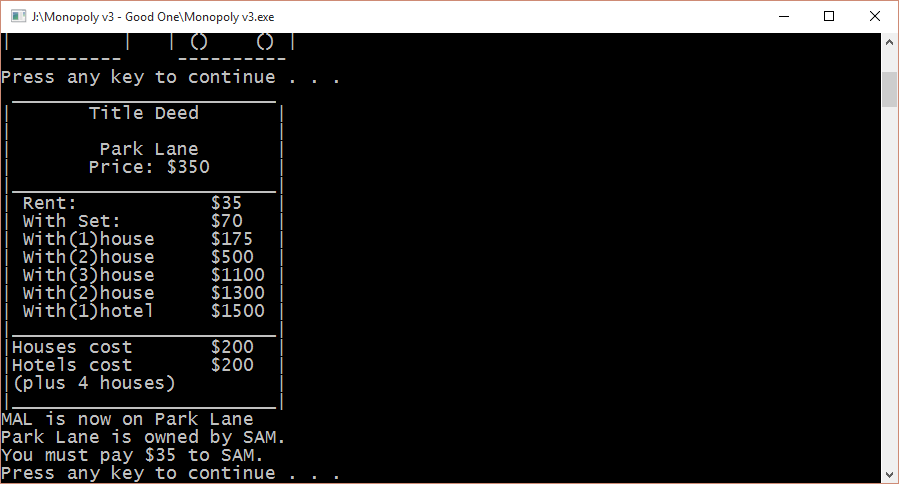 J:\Monopoly v3 - Good One\Monopoly v3.exe
Press any key to continue . . .
Title Deed
Park Lane
Price: $350
Rent: $35
With Set: $70
With(1)house $175
With(2)house $500
With(3)house $1100
With(2)house $1300
With(1)hotel $1500
Houses cost $200
Hotels cost $200
(plus 4 houses)
MAL is now on Park Lane
Park Lane is owned by SAM.
You must pay $35 to SAM.
Press any key to continue . . .